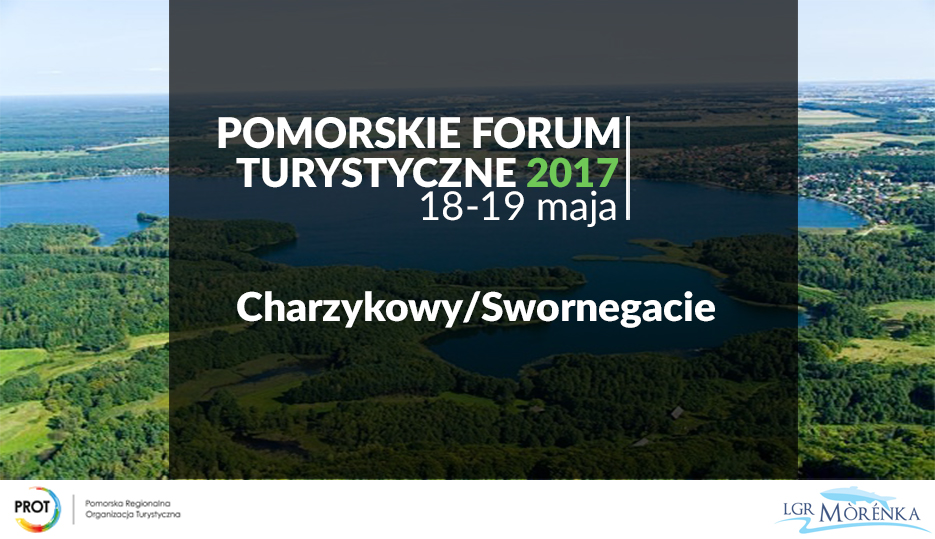 POMORSKIE FORUM
TURYSTYCZNE 2017
18-19 maja
Charzykowy/Swornegacie
PROT
Pomorska Regionalna
Organizacja Turystyczna
LGR MÒRÉNKA